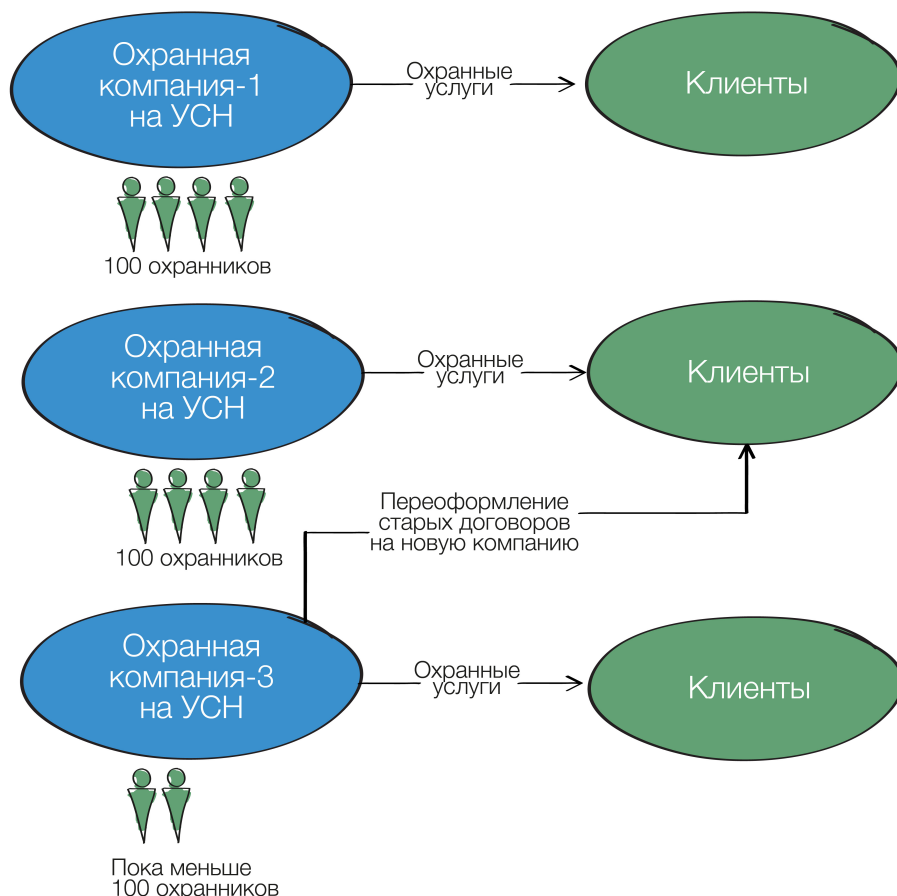 Охранная
компания-1
на УСН
Охранные
услуги
Клиенты
100 охранников
Охранная
компания-2
на УСН
Охранные
услуги
Клиенты
100 охранников
Переоформление
старых договоров
на новую компанию
Охранная
компания-3
на УСН
Охранные
услуги
Клиенты
Пока меньше
100 охранников